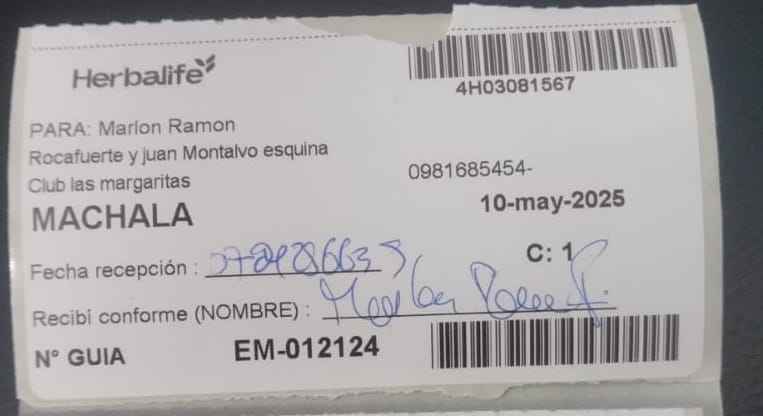 Herbalife
4H03081567
PARA: Marlon Ramon
Rocafuerte y juan Montalvo esquina
Club las margaritas
0981685454-
MACHALA
10-may-2025
C: 1
Fecha recepción :
Recibi conforme (NOMBRE) :
N° GUIA EM-012124